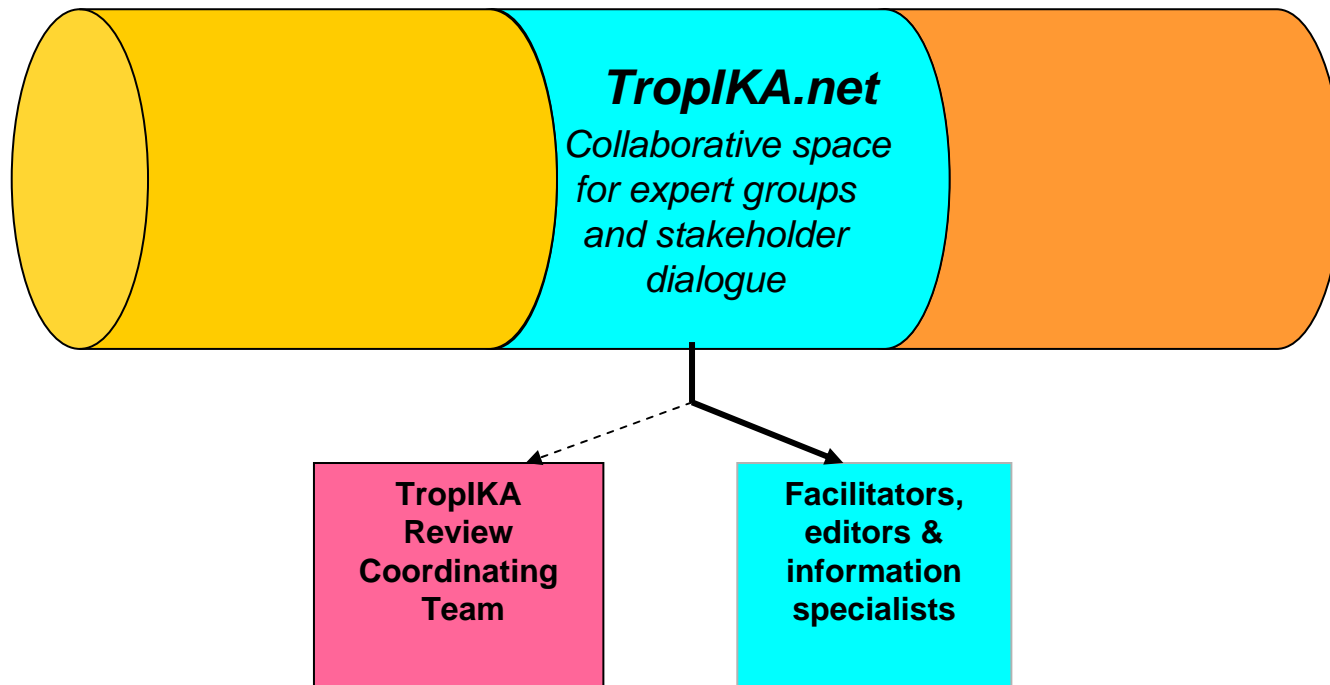 TropIKA.net
Collaborative space
for expert groups
and stakeholder
dialogue
TropIKA
Review
Coordinating
Team
Facilitators,
editors &
information
specialists